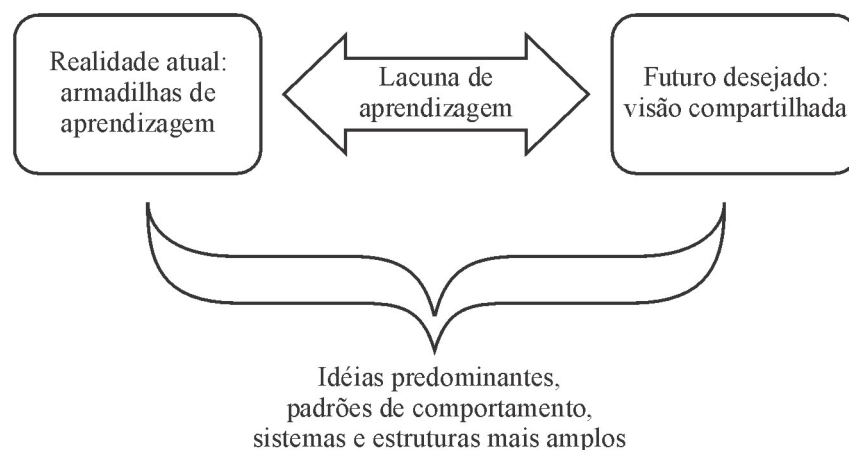 Realidade atual:
armadilhas de
aprendizagem
Lacuna de
aprendizagem
Futuro desejado:
visão compartilhada
Idéias predominantes,
padrões de comportamento,
sistemas e estruturas mais amplos